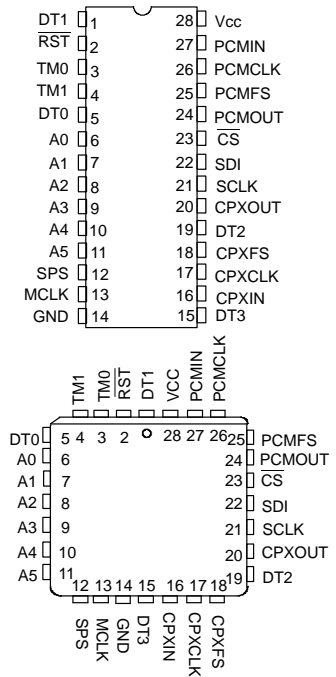 DT1 1 28 Vcc
RST 2 27 PCMIN
TM0 3 26 PCMCLK
TM1 4 25 PCMFS
DT0 5 24 PCMOUT
A0 6 23 CS
A1 7 22 SDI
A2 8 21 SCLK
A3 9 20 CPXOUT
A4 10 19 DT2
A5 11 18 CPXFS
SPS 12 17 CPXCLK
MCLK 13 16 CPXIN
GND 14 15 DT3
TM1 TM0 RST DT1 VCC PCMIN PCMCLK
DT0 5 4 3 2 28 27 26 25 PCMFS
A0 6 24 PCMOUT
A1 7 23 CS
A2 8 22 SDI
A3 9 21 SCLK
A4 10 20 CPXOUT
A5 11 19 DT2
12 13 14 15 16 17 18
SPS MCLK GND DT3 CPXIN CPXCLK CPXFS